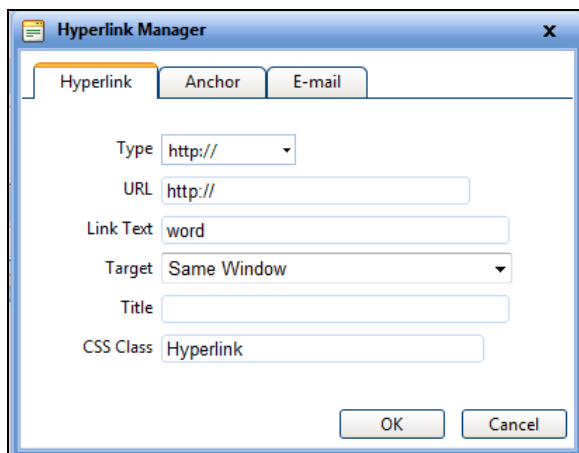 Hyperlink Manager x
Hyperlink Anchor E-mail
Type http://
URL http://
Link Text word
Target Same Window
Title
CSS Class Hyperlink
OK Cancel